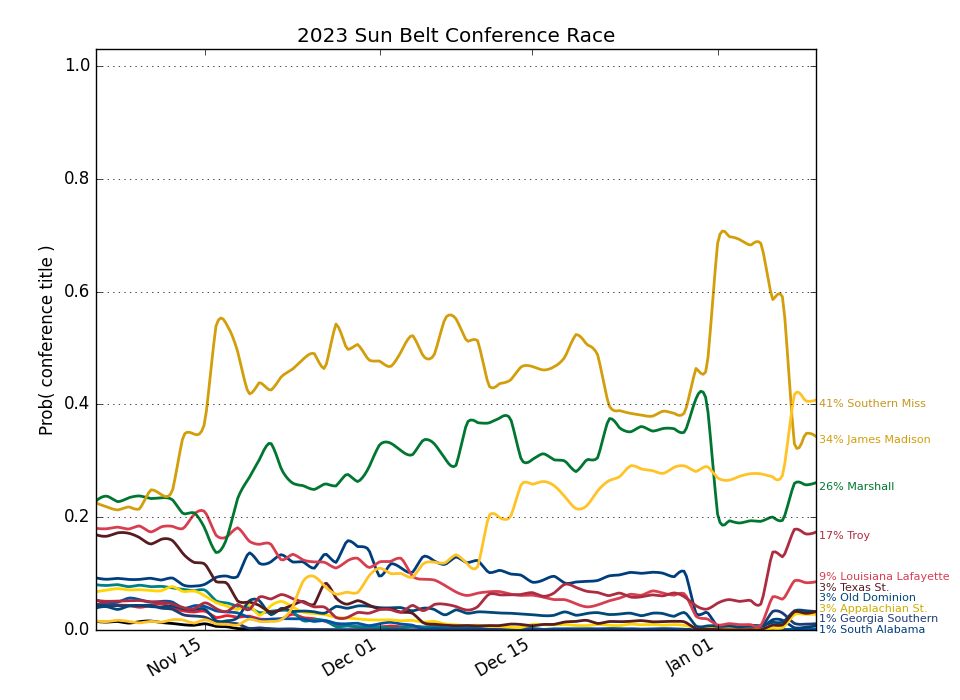 2023 Sun Belt Conference Race
1.0
0.8
0.6
0.4
0.2
0.0
Prob( conference title )
Nov 15
Dec 01
Dec 15
Jan 01
41% Southern Miss
34% James Madison
26% Marshall
17% Troy
9% Louisiana Lafayette
3% Texas St.
3% Old Dominion
3% Appalachian St.
1% Georgia Southern
1% South Alabama